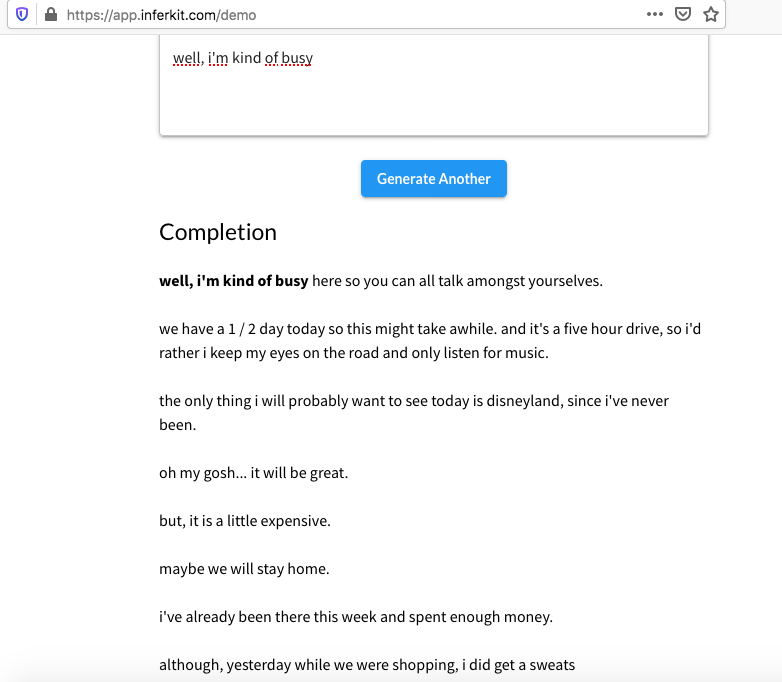 https://app.inferkit.com/demo
well, i'm kind of busy
Generate Another
Completion
well, i'm kind of busy here so you can all talk amongst yourselves.
we have a 1 / 2 day today so this might take awhile. and it's a five hour drive, so i'd
rather i keep my eyes on the road and only listen for music.
the only thing i will probably want to see today is disneyland, since i've never
been.
oh my gosh... it will be great.
but, it is a little expensive.
maybe we will stay home.
i've already been there this week and spent enough money.
although, yesterday while we were shopping, i did get a sweats